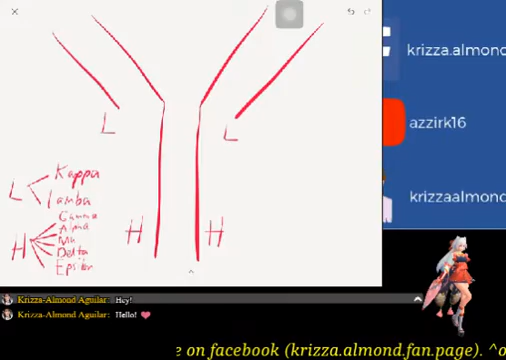 krizza.almond
azzirk16
krizzaalmond
L
L
Kappa
L
lamba
Gamma
Alpha
H
Mu
Delta
Epsilon
H
H
Krizza-Almond Aguilar: Hey!
Krizza-Almond Aguilar: Hello! ❤
e on facebook (krizza.almond.fan.page). ^o